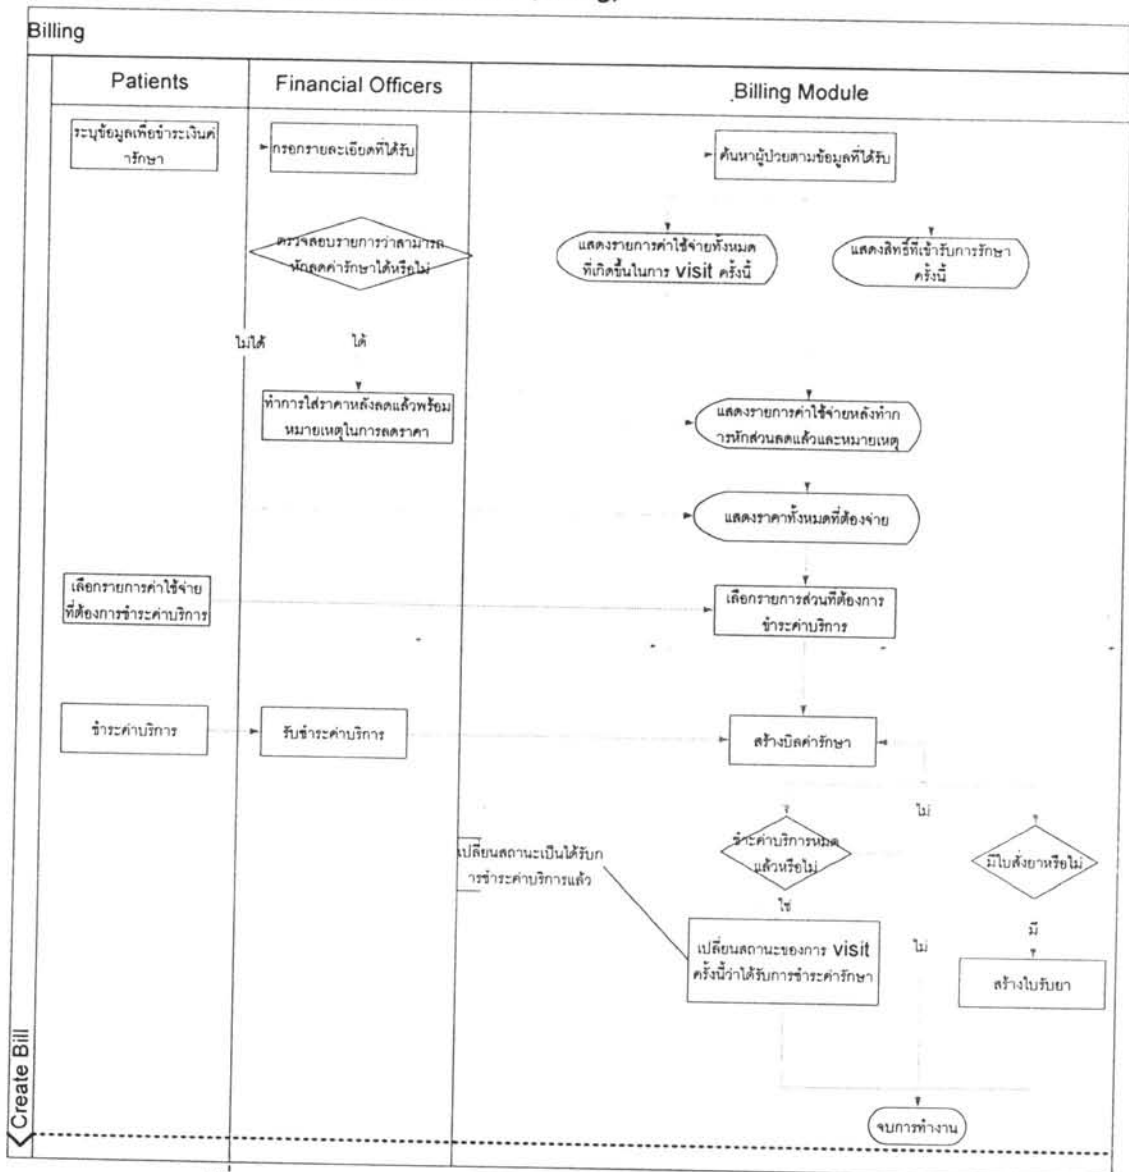 Billing
Patients
Financial Officers
Billing Module
ระบุข้อมูลเพื่อชำระเงินค่
ารักษา
กรอกรายละเอียดที่ได้รับ
ค้นหาผู้ป่วยตามข้อมูลที่ได้รับ
ตรวจสอบรายการว่าสามารถ
หักลดค่ารักษาได้หรือไม่
แสดงรายการค่าใช้จ่ายทั้งหมด
ที่เกิดขึ้นในการ visit ครั้งนี้
แสดงสิทธิ์ที่เข้ารับการรักษา
ครั้งนี้
ไม่ได้
ได้
ทำการใส่ราคาหลังลดแล้วพร้อม
หมายเหตุในการลดราคา
แสดงรายการค่าใช้จ่ายหลังทำก
ารหักส่วนลดแล้วและหมายเหตุ
แสดงราคาทั้งหมดที่ต้องจ่าย
เลือกรายการค่าใช้จ่าย
ที่ต้องการชำระค่าบริการ
เลือกรายการส่วนที่ต้องการ
ชำระค่าบริการ
ชำระค่าบริการ
รับชำระค่าบริการ
สร้างบิลค่ารักษา
ไม่
ชำระค่าบริการหมด
แล้วหรือไม่
มีใบสั่งยาหรือไม่
เปลี่ยนสถานะเป็นได้รับก
ารชำระค่าบริการแล้ว
ใช่
มี
ไม่
เปลี่ยนสถานะของการ visit
ครั้งนี้ว่าได้รับการชำระค่ารักษา
สร้างใบรับยา
Create Bill
จบการทำงาน